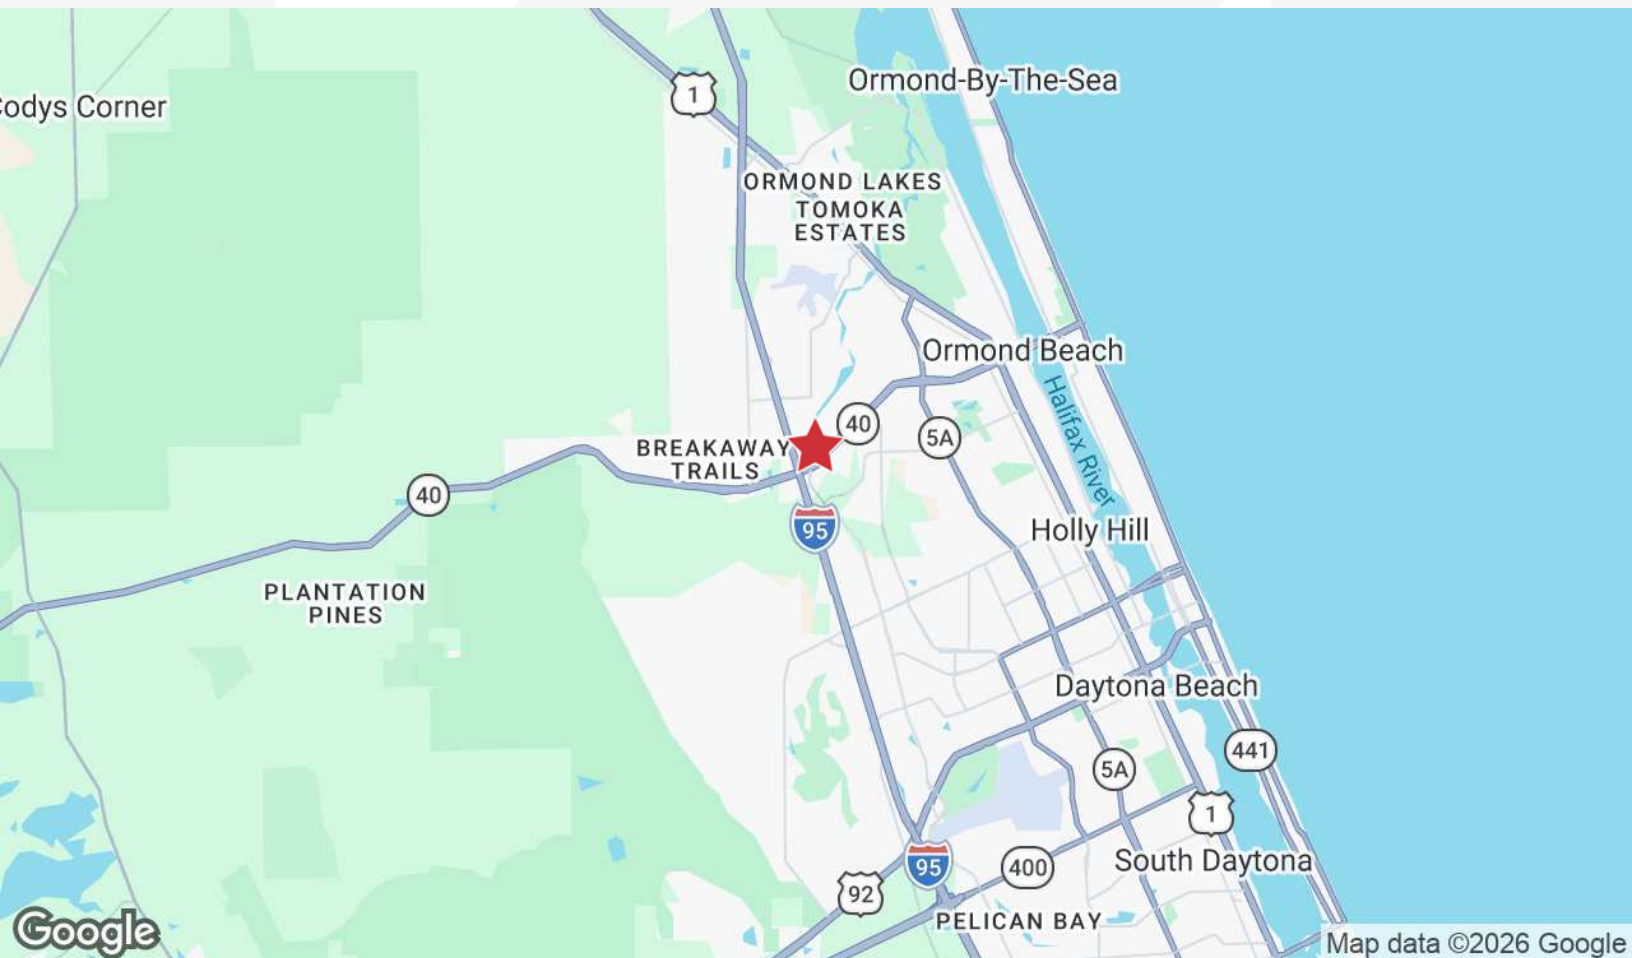 Ormond-By-The-Sea
1
odys Corner
ORMOND LAKES
TOMOKA
ESTATES
Ormond Beach
Halifax River
40
5A
BREAKAWAY
TRAILS
40
95
Holly Hill
PLANTATION
PINES
Daytona Beach
441
5A
1
South Daytona
95
400
92
PELICAN BAY
Google
Map data ©2026 Google